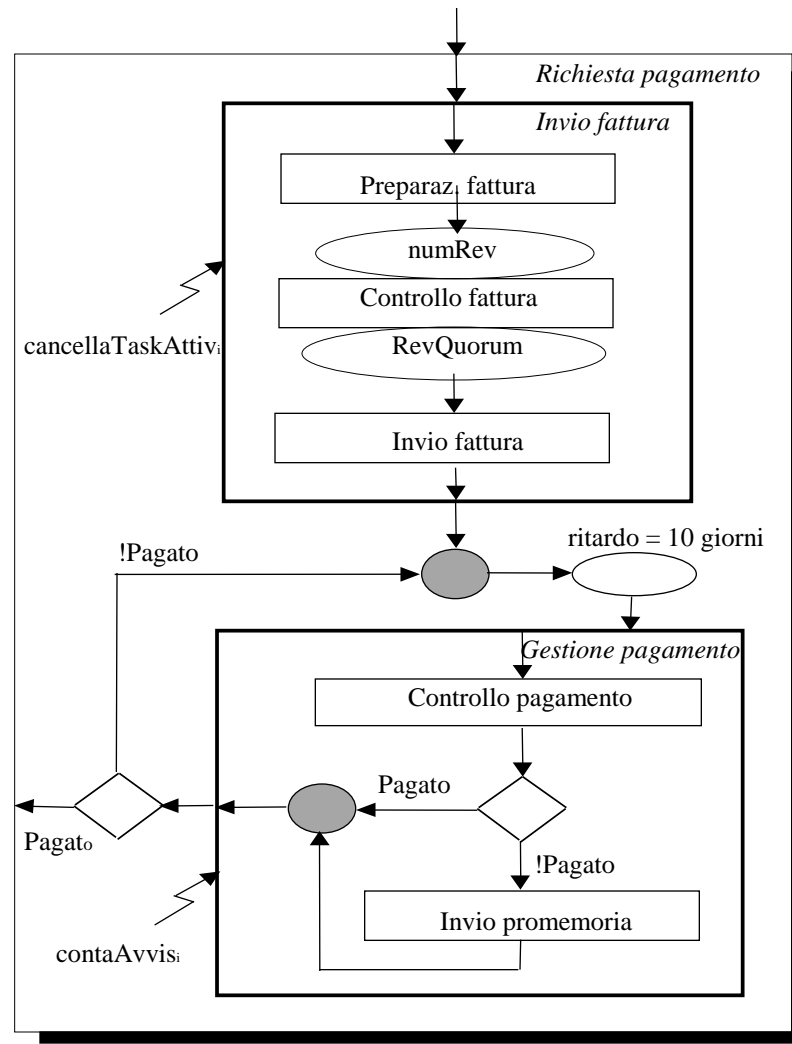 Richiesta pagamento
Invio fattura
Preparaz. fattura
numRev
Controllo fattura
RevQuorum
cancellaTaskAttivi
Invio fattura
ritardo = 10 giorni
!Pagato
Gestione pagamento
Controllo pagamento
Pagato
Pagato
!Pagato
Invio promemoria
contaAvvisi